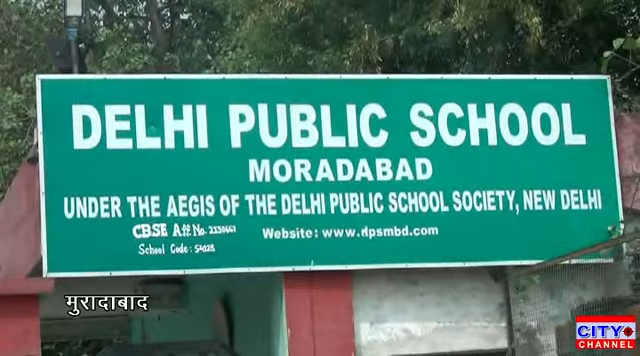 DELHI PUBLIC SCHOOL
MORADABAD
UNDER THE AEGIS OF THE DELHI PUBLIC SCHOOL SOCIETY, NEW DELHI
CBSE Aff. No.
Website: www.dpsmbd.com
School Code :
मुरादाबाद
CITY
CHANNEL